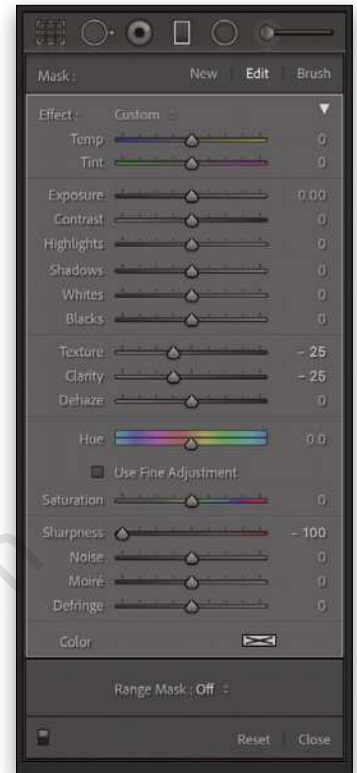 Mask : New Edit Brush
Effect : Custom
Temp 0
Tint 0
Exposure 0.00
Contrast 0
Highlights 0
Shadows 0
Whites 0
Blacks 0
Texture – 25
Clarity – 25
Dehaze 0
Hue 0.0
Use Fine Adjustment
Saturation 0
Sharpness – 100
Noise 0
Moiré 0
Defringe 0
Color
Range Mask : Off
Reset Close